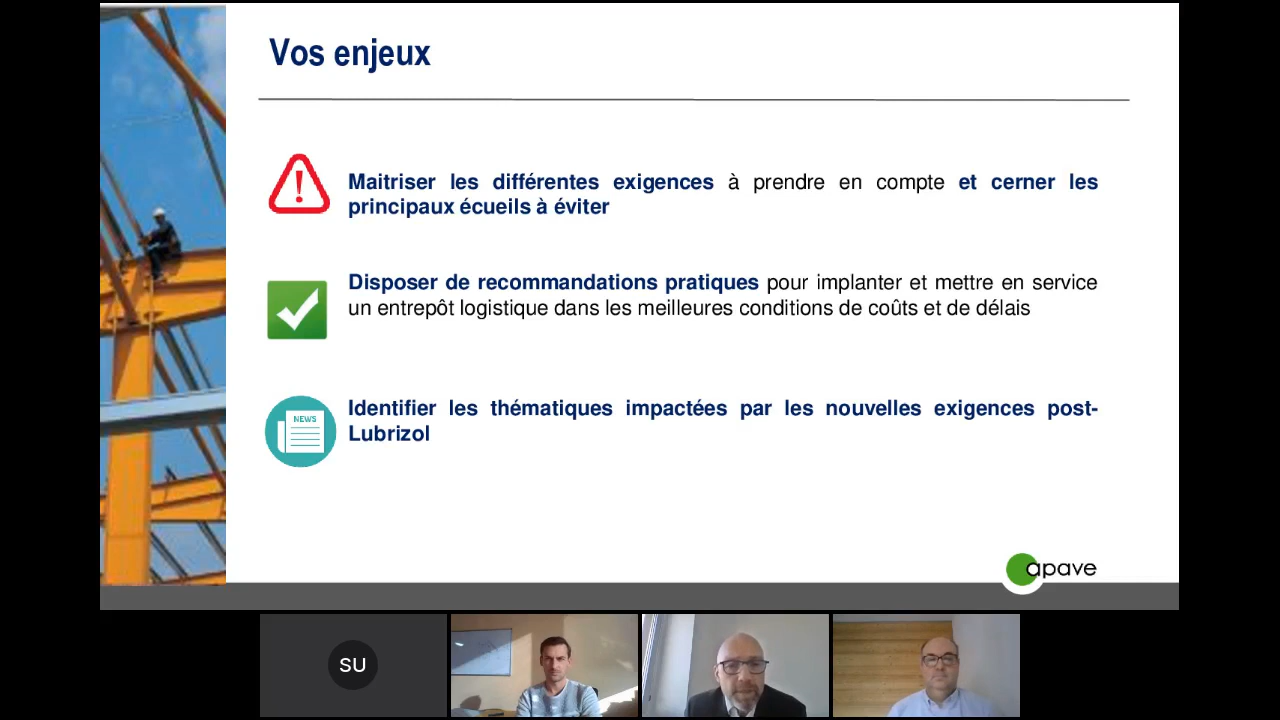 Vos enjeux
Maitriser les différentes exigences à prendre en compte et cerner les
principaux écueils à éviter
Disposer de recommandations pratiques pour implanter et mettre en service
un entrepôt logistique dans les meilleures conditions de coûts et de délais
NEWS
Identifier les thématiques impactées par les nouvelles exigences post-
Lubrizol
apave
SU